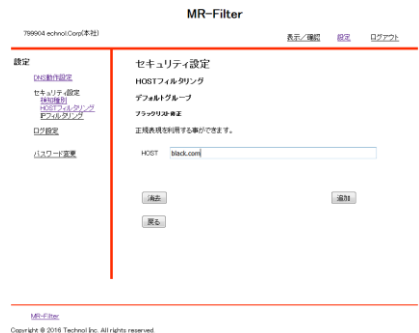 MR-Filter
799904 echnol.Corp(本社)
表示/確認 設定 ログアウト
設定
DNS動作設定
セキュリティ設定
検知種別
HOSTフィルタリング
IPフィルタリング
ログ設定
パスワード変更
セキュリティ設定
HOSTフィルタリング
デフォルトグループ
ブラックリスト修正
正規表現を利用する事ができます。
HOST black.com
消去 追加
戻る
MR-Filter
Copyright © 2016 Technol Inc. All rights reserved.